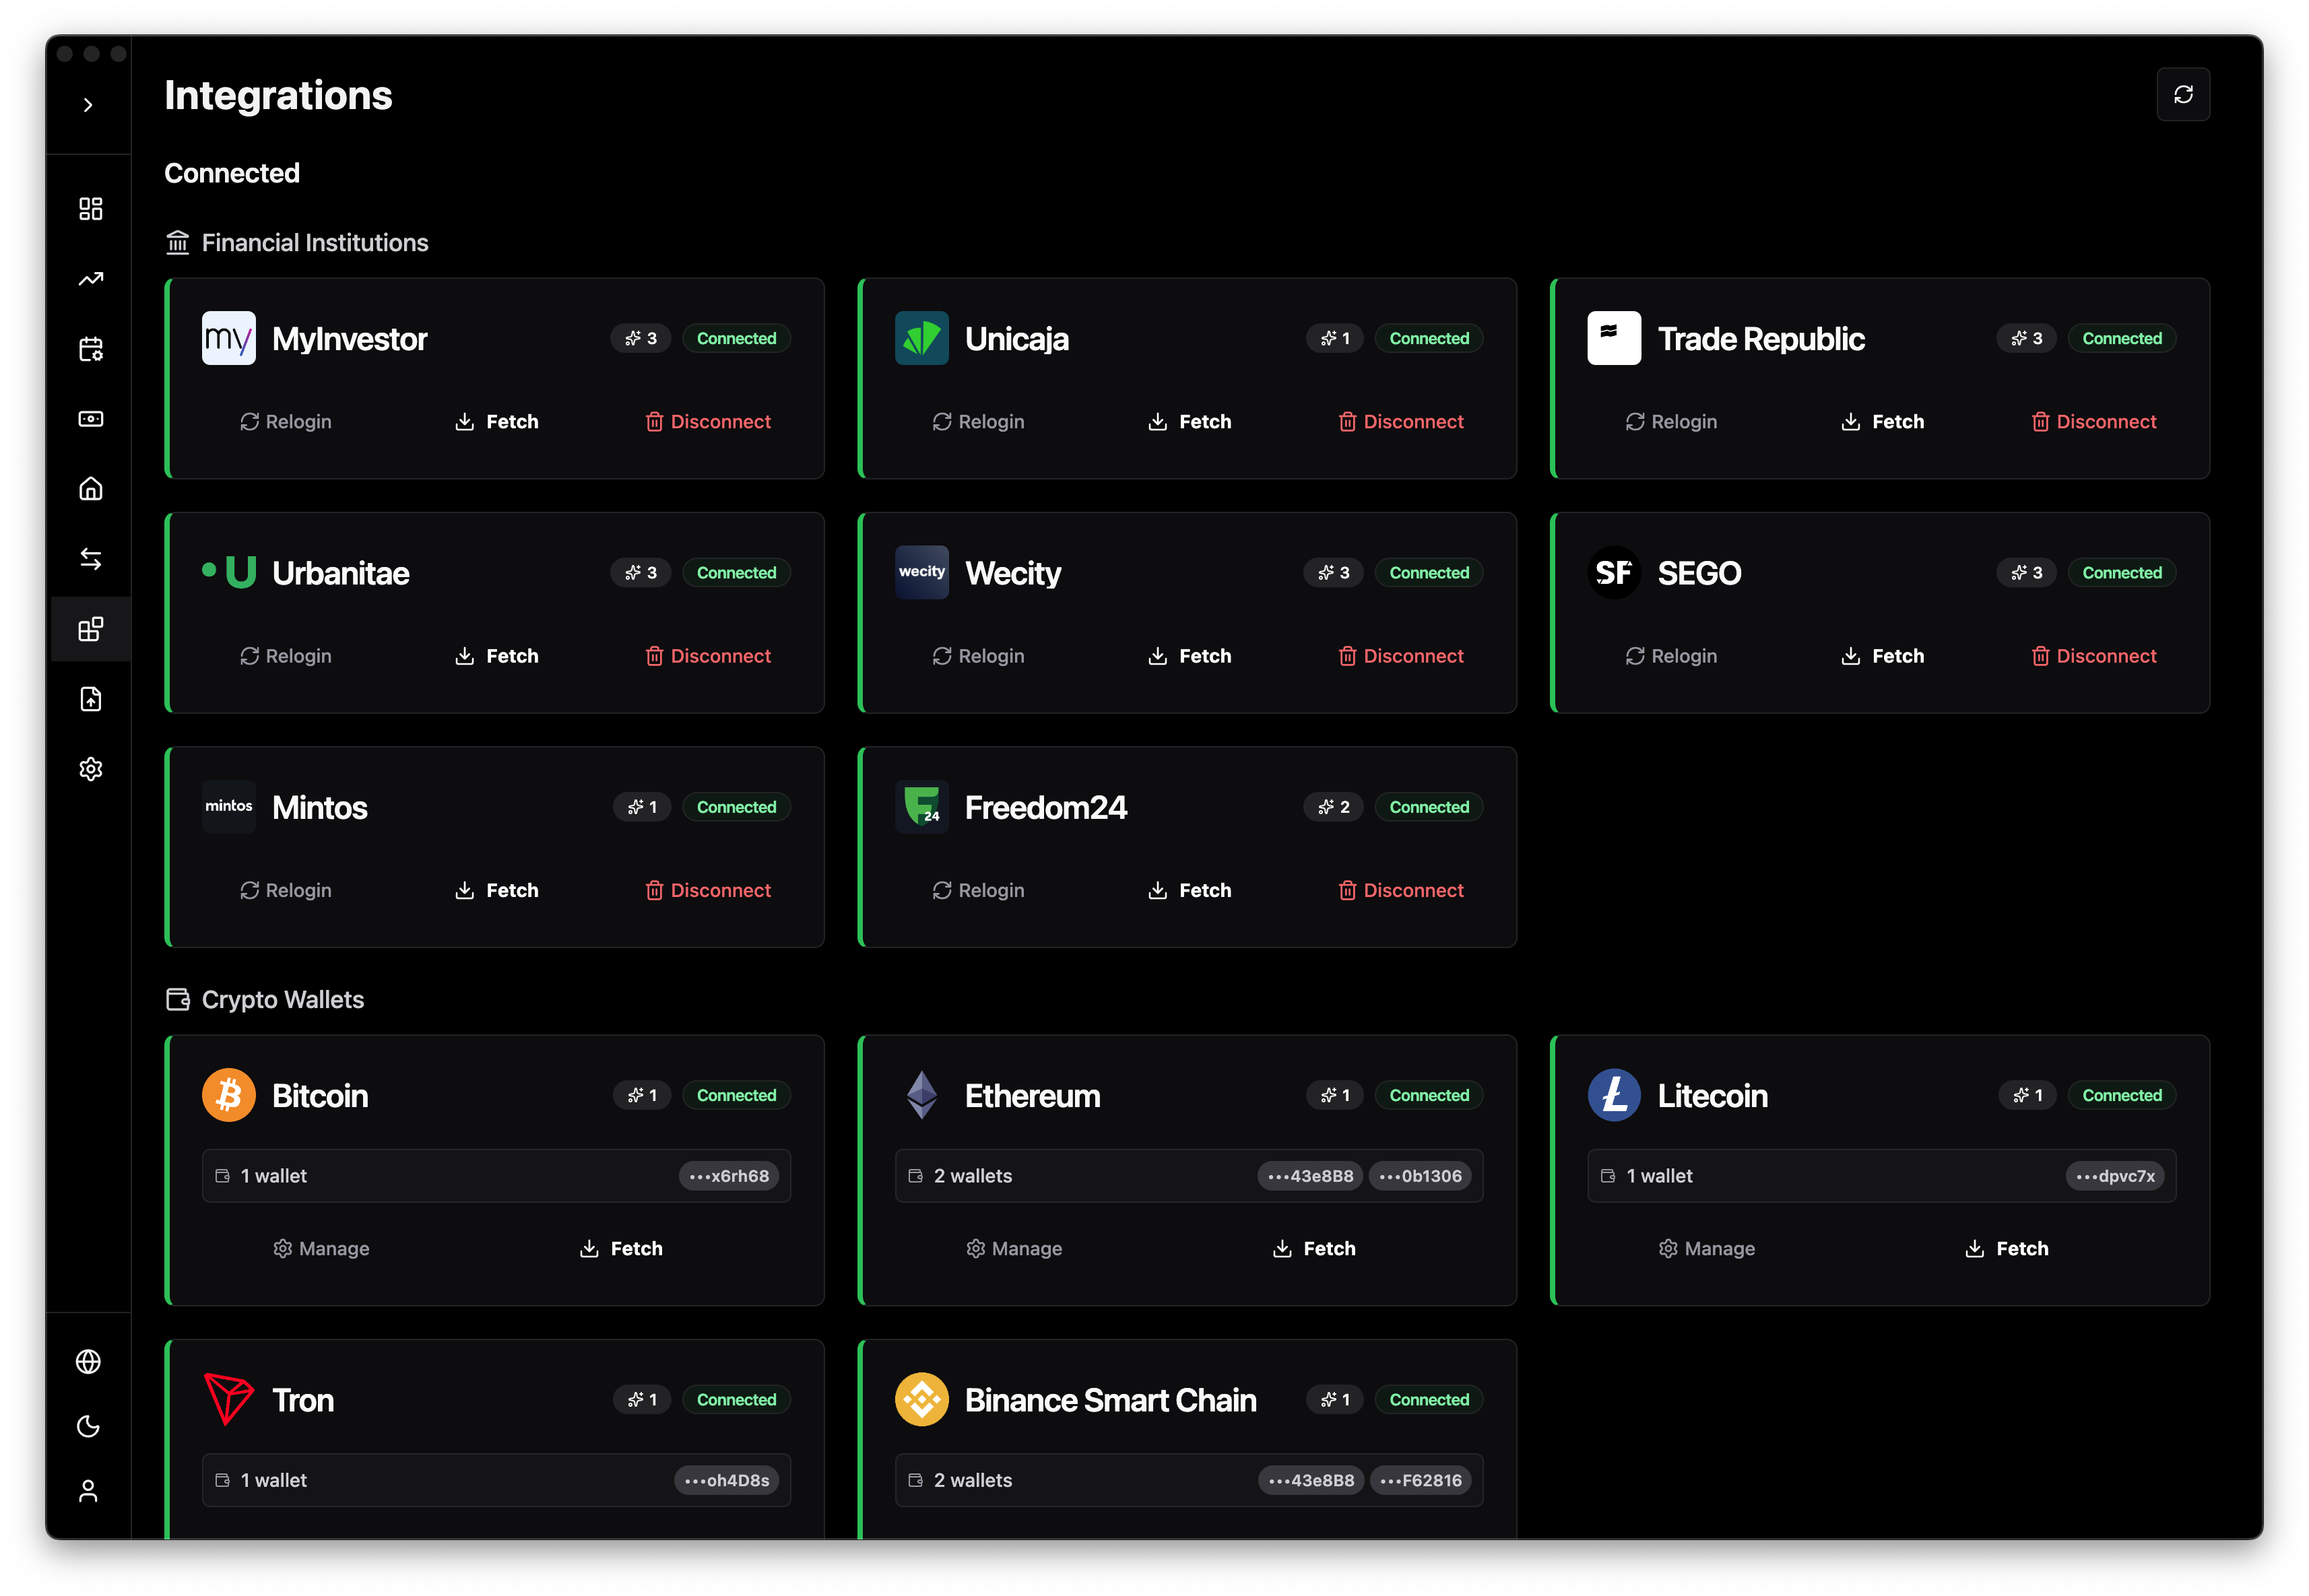 Integrations
Connected
Financial Institutions
my MyInvestor 3 Connected
Relogin Fetch Disconnect
Unicaja 1 Connected
Relogin Fetch Disconnect
Trade Republic 3 Connected
Relogin Fetch Disconnect
U Urbanitae 3 Connected
Relogin Fetch Disconnect
wecity Wecity 3 Connected
Relogin Fetch Disconnect
SF SEGO 3 Connected
Relogin Fetch Disconnect
mintos Mintos 1 Connected
Relogin Fetch Disconnect
24 Freedom24 2 Connected
Relogin Fetch Disconnect
Crypto Wallets
Bitcoin 1 Connected
1 wallet •••x6rh68
Manage Fetch
Ethereum 1 Connected
2 wallets •••43e8B8 •••0b1306
Manage Fetch
Litecoin 1 Connected
1 wallet •••dpvc7x
Manage Fetch
Tron 1 Connected
1 wallet •••oh4D8s
Binance Smart Chain 1 Connected
2 wallets •••43e8B8 •••F62816